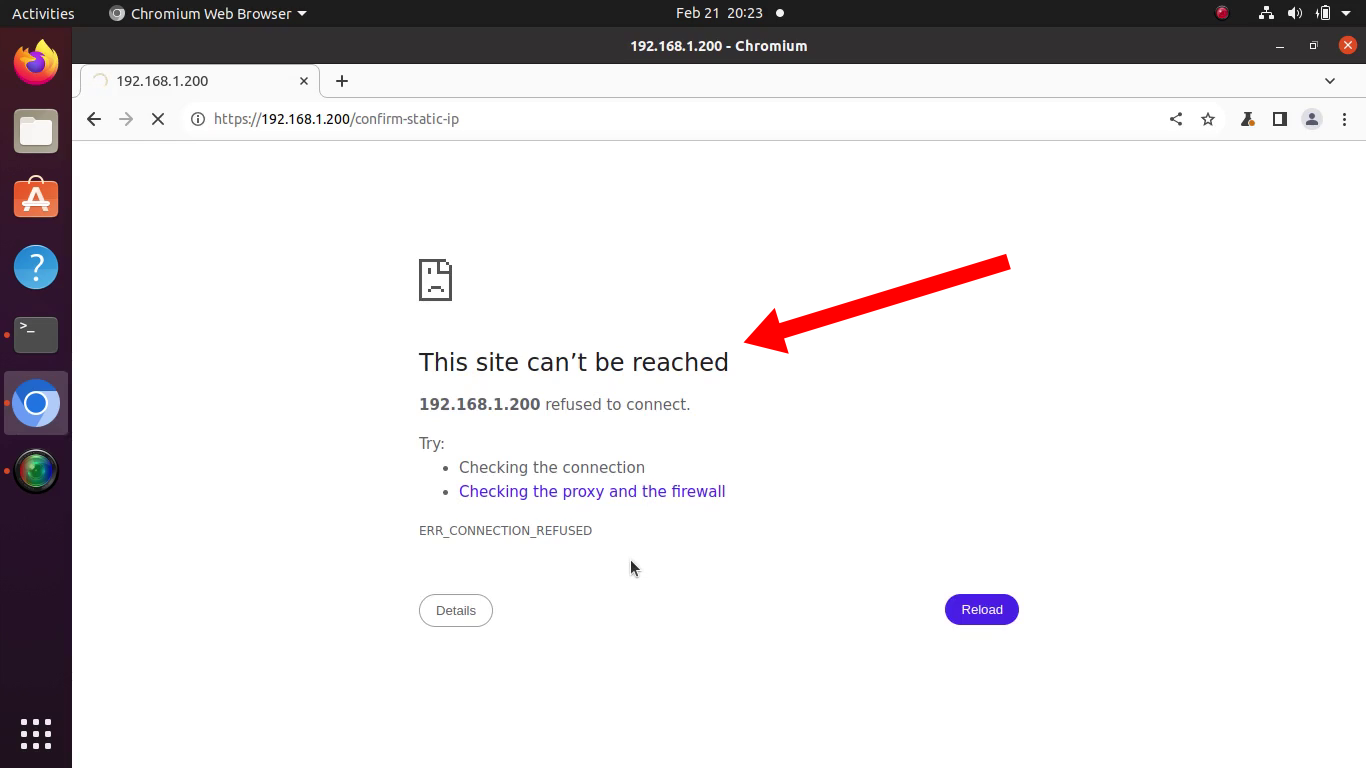 Activities
Chromium Web Browser
Feb 21 20:23
192.168.1.200 - Chromium
192.168.1.200
https://192.168.1.200/confirm-static-ip
This site can’t be reached
192.168.1.200 refused to connect.
Try:
• Checking the connection
• Checking the proxy and the firewall
ERR_CONNECTION_REFUSED
Details
Reload